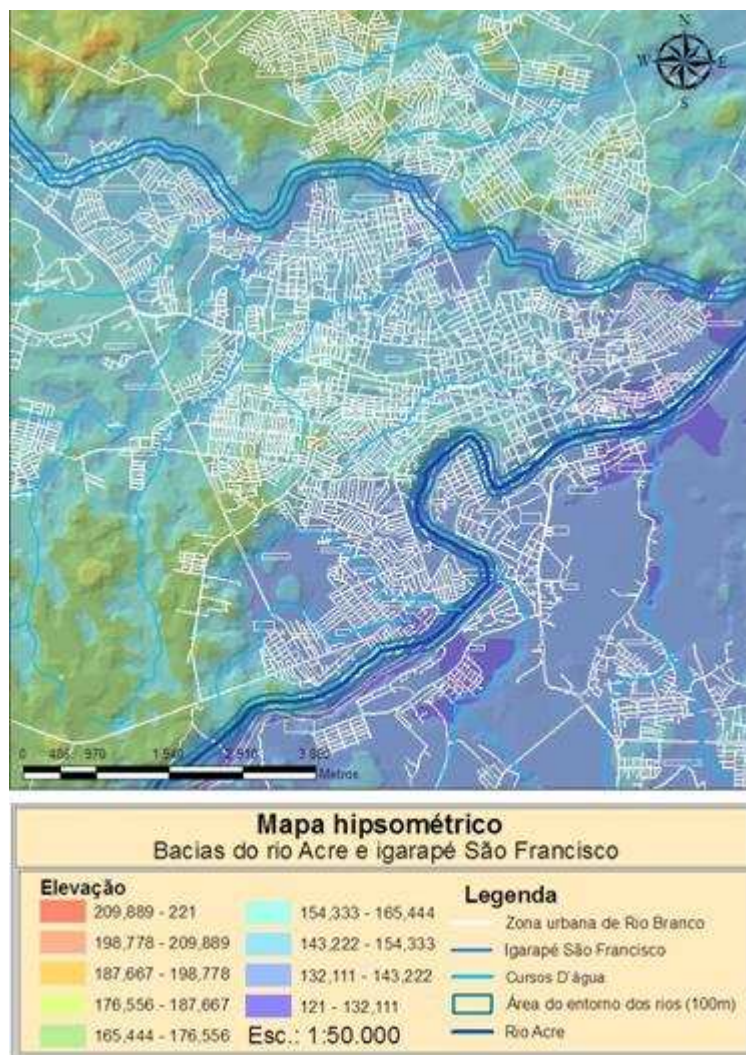 N
W E
S
0 485 970 1.940 2.910 3.880
Metros
Mapa hipsométrico
Bacias do rio Acre e igarapé São Francisco
Elevação
209,889 - 221
198,778 - 209,889
187,667 - 198,778
176,556 - 187,667
165,444 - 176,556
154,333 - 165,444
143,222 - 154,333
132,111 - 143,222
121 - 132,111
Esc.: 1:50.000
Legenda
Zona urbana de Rio Branco
Igarapé São Francisco
Cursos D'água
Área do entorno dos rios (100m)
Rio Acre